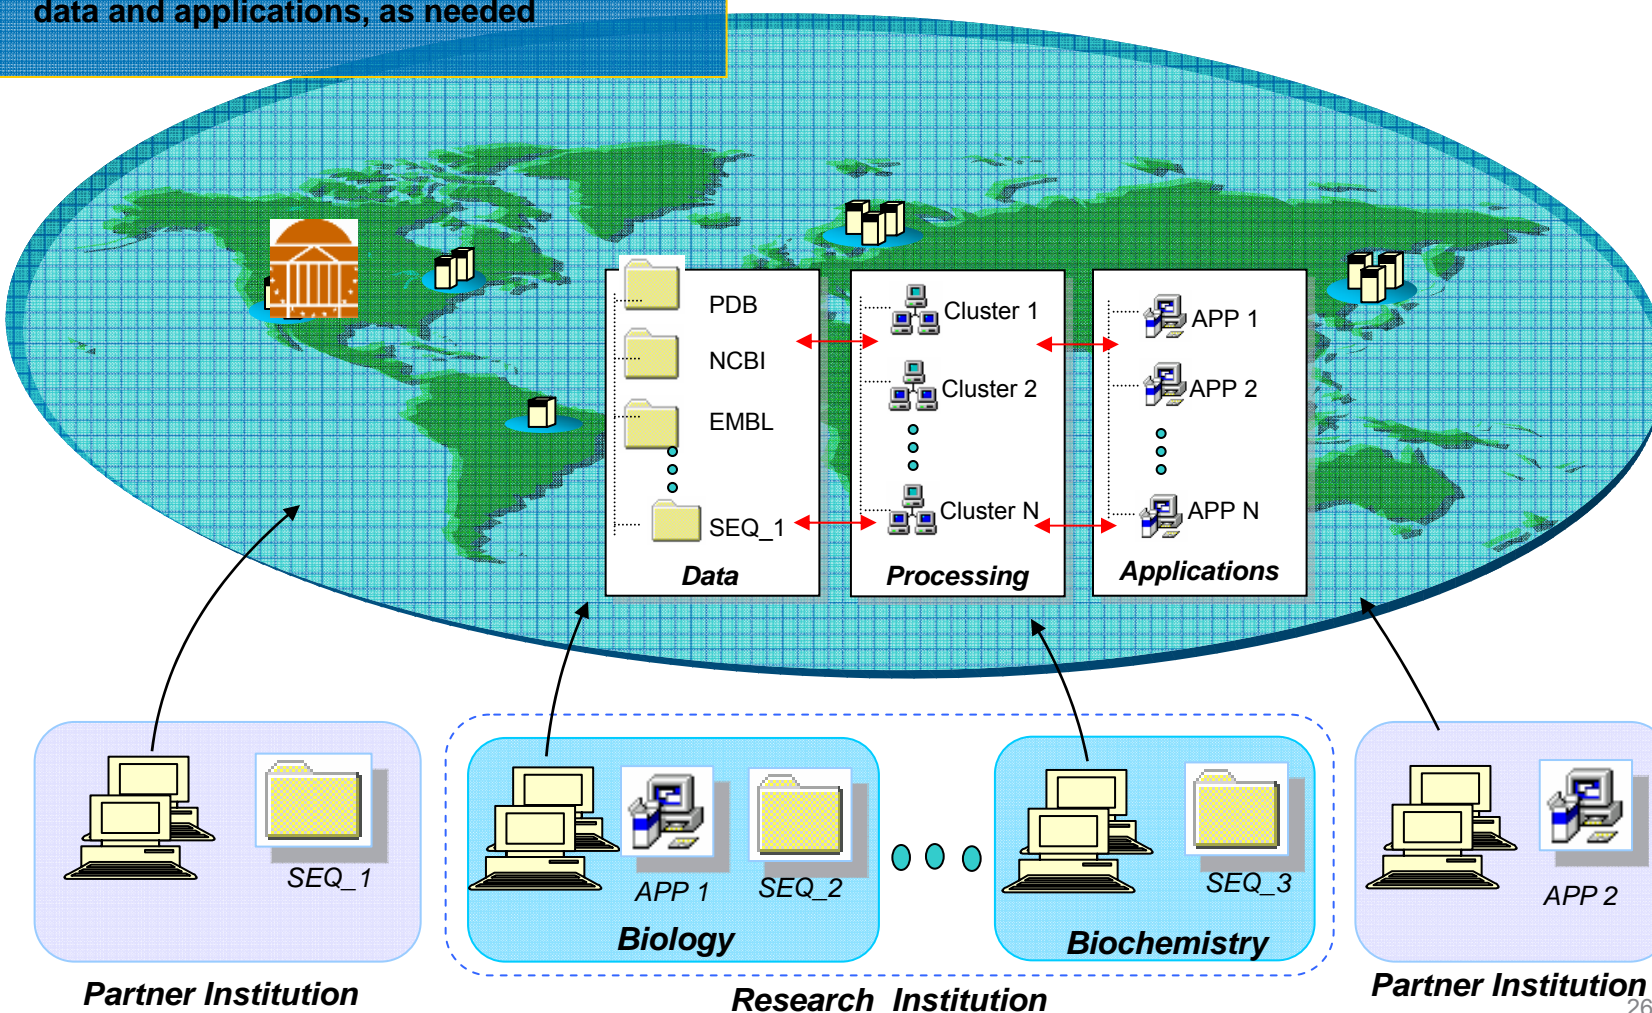 data and applications, as needed
PDB
NCBI
EMBL
SEQ_1
Data
Cluster 1
Cluster 2
Cluster N
Processing
APP 1
APP 2
APP N
Applications
SEQ_1
Partner Institution
APP 1
SEQ_2
Biology
SEQ_3
Biochemistry
Research Institution
APP 2
Partner Institution
26